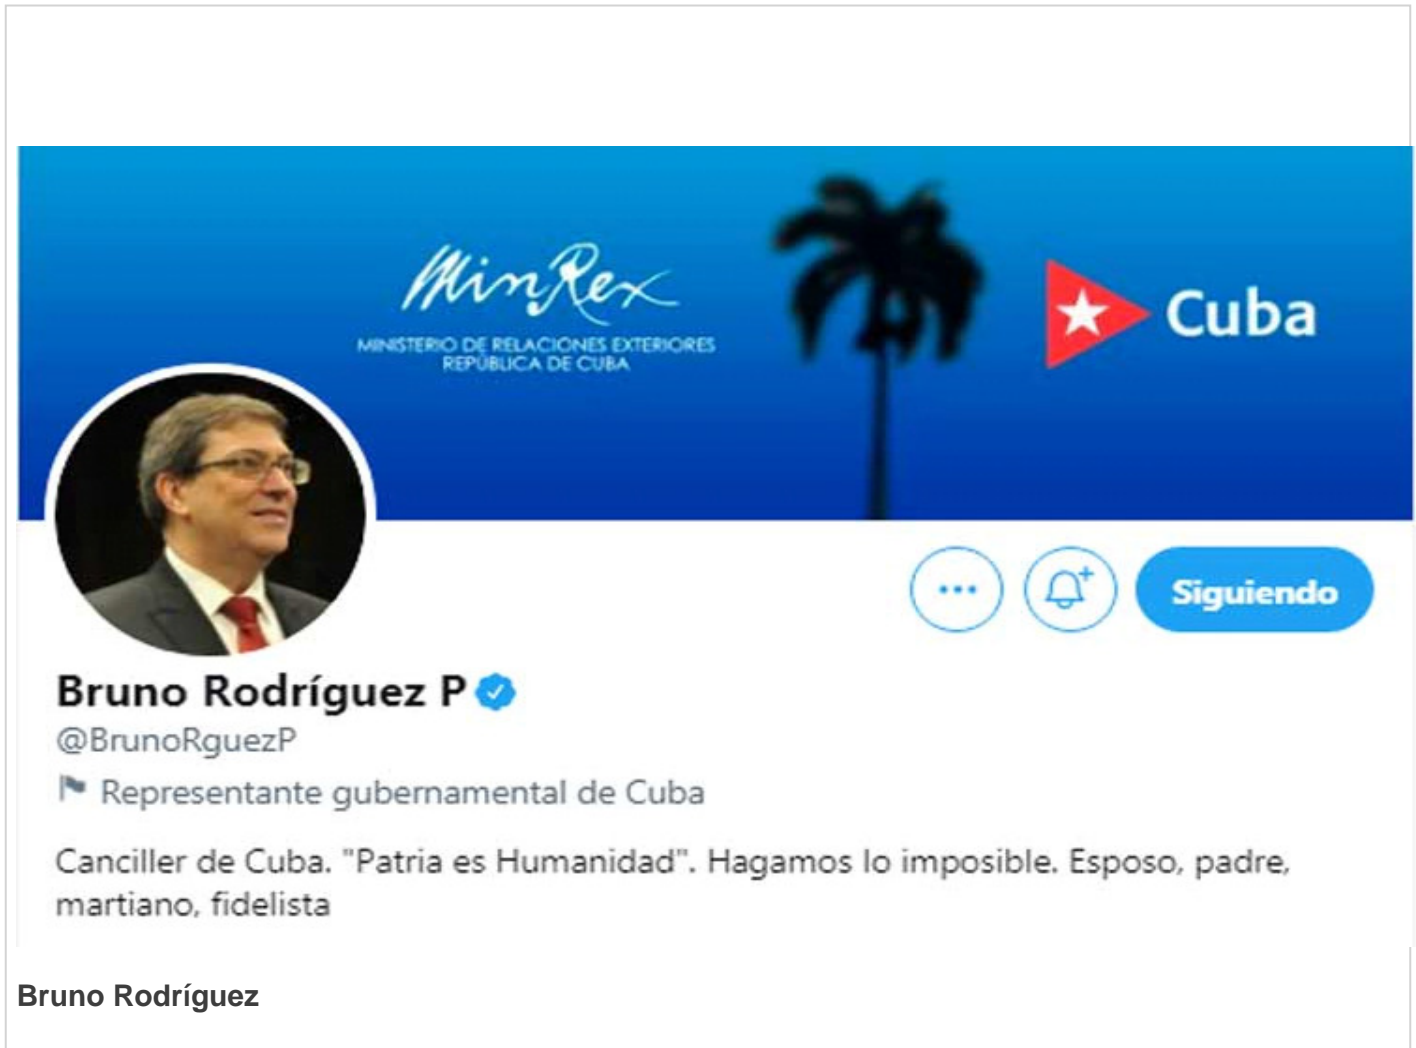 MinRex
MINISTERIO DE RELACIONES EXTERIORES
REPÚBLICA DE CUBA
Cuba
Siguiendo
Bruno Rodríguez P
@BrunoRguezP
Representante gubernamental de Cuba
Canciller de Cuba. "Patria es Humanidad". Hagamos lo imposible. Esposo, padre,
martiano, fidelista
Bruno Rodríguez